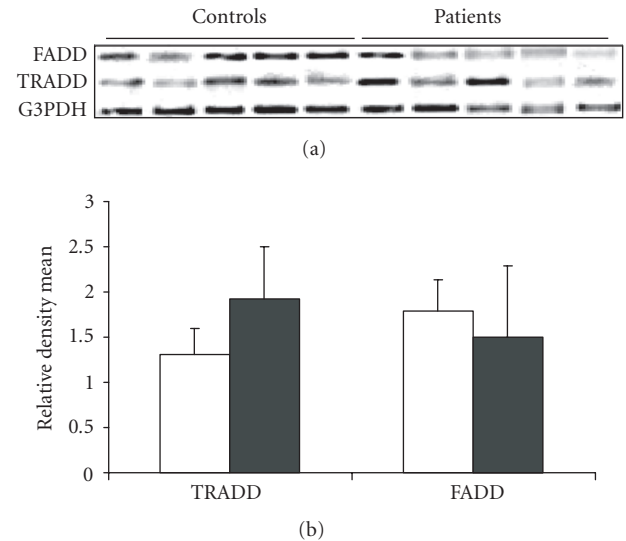 Controls Patients
FADD
TRADD
G3PDH
(a)
3
2.5
2
1.5
1
0.5
0
Relative density mean
TRADD FADD
(b)